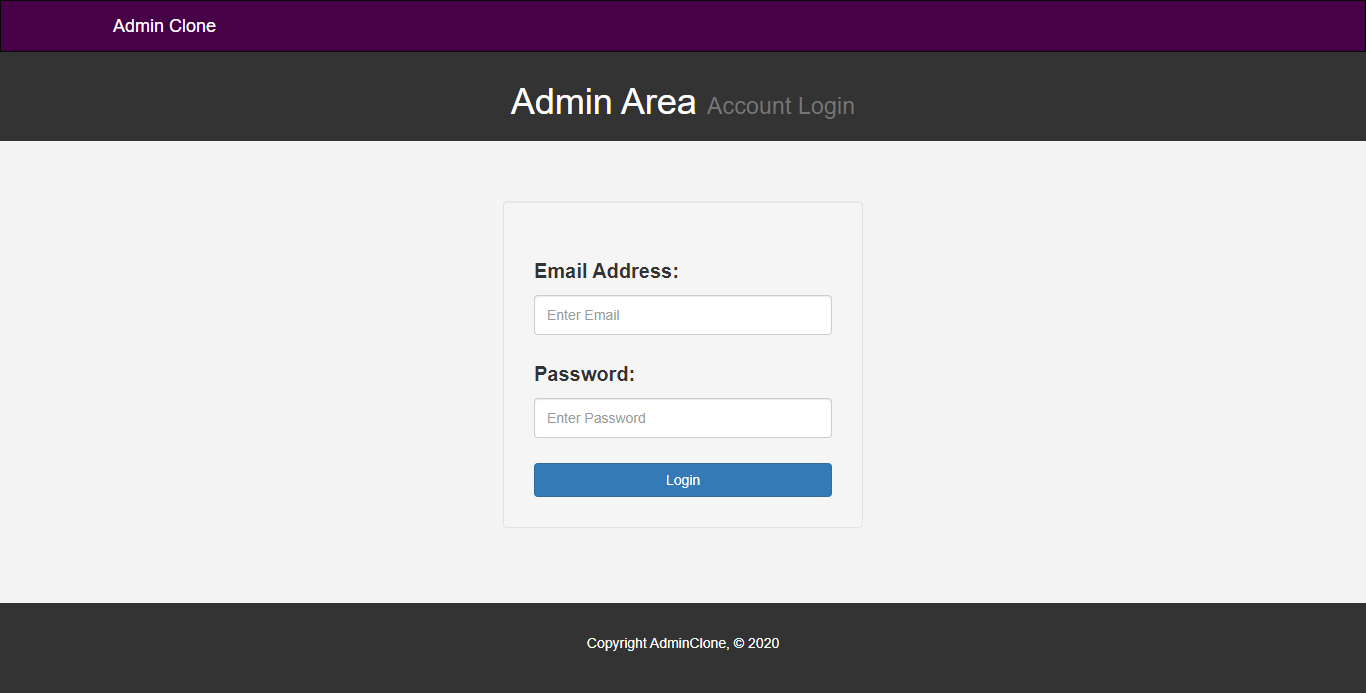 Admin Clone
Admin Area Account Login
Email Address:
Enter Email
Password:
Enter Password
Login
Copyright AdminClone, © 2020